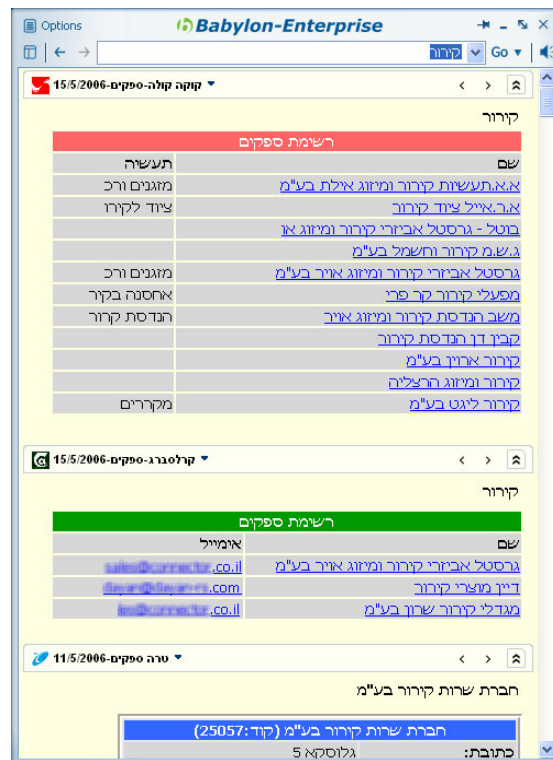 Options
Babylon-Enterprise
קירור
Go
קוקה קולה-ספקים-15/5/2006
קירור
רשימת ספקים
שם תעשיה
א.א.תעשיות קירור ומיזוג אילת בע"מ מזגנים ורכ
א.ר.אייל ציוד קירור ציוד לקירו
בוטל - גרסטל אביזרי קירור ומיזוג או
ג.ש.מ קירור וחשמל בע"מ
גרסטל אביזרי קירור ומיזוג אויר בע"מ מזגנים ורכ
מפעלי קירור קר פרי אחסנה בקיר
משב הנדסת קירור ומיזוג אויר הנדסת קרור
קבין דן הנדסת קירור
קירור ארוין בע"מ
קירור ומיזוג הרצליה
קירור ליגט בע"מ מקררים
קרלסברג-ספקים-15/5/2006
קירור
רשימת ספקים
שם אימייל
גרסטל אביזרי קירור ומיזוג אויר בע"מ .co.il
דיין מוצרי קירור .com
מגדלי קירור שרון בע"מ .co.il
טרה ספקים-11/5/2006
חברת שרות קירור בע"מ
חברת שרות קירור בע"מ (קוד:25057)
כתובת: גלוסקא 5